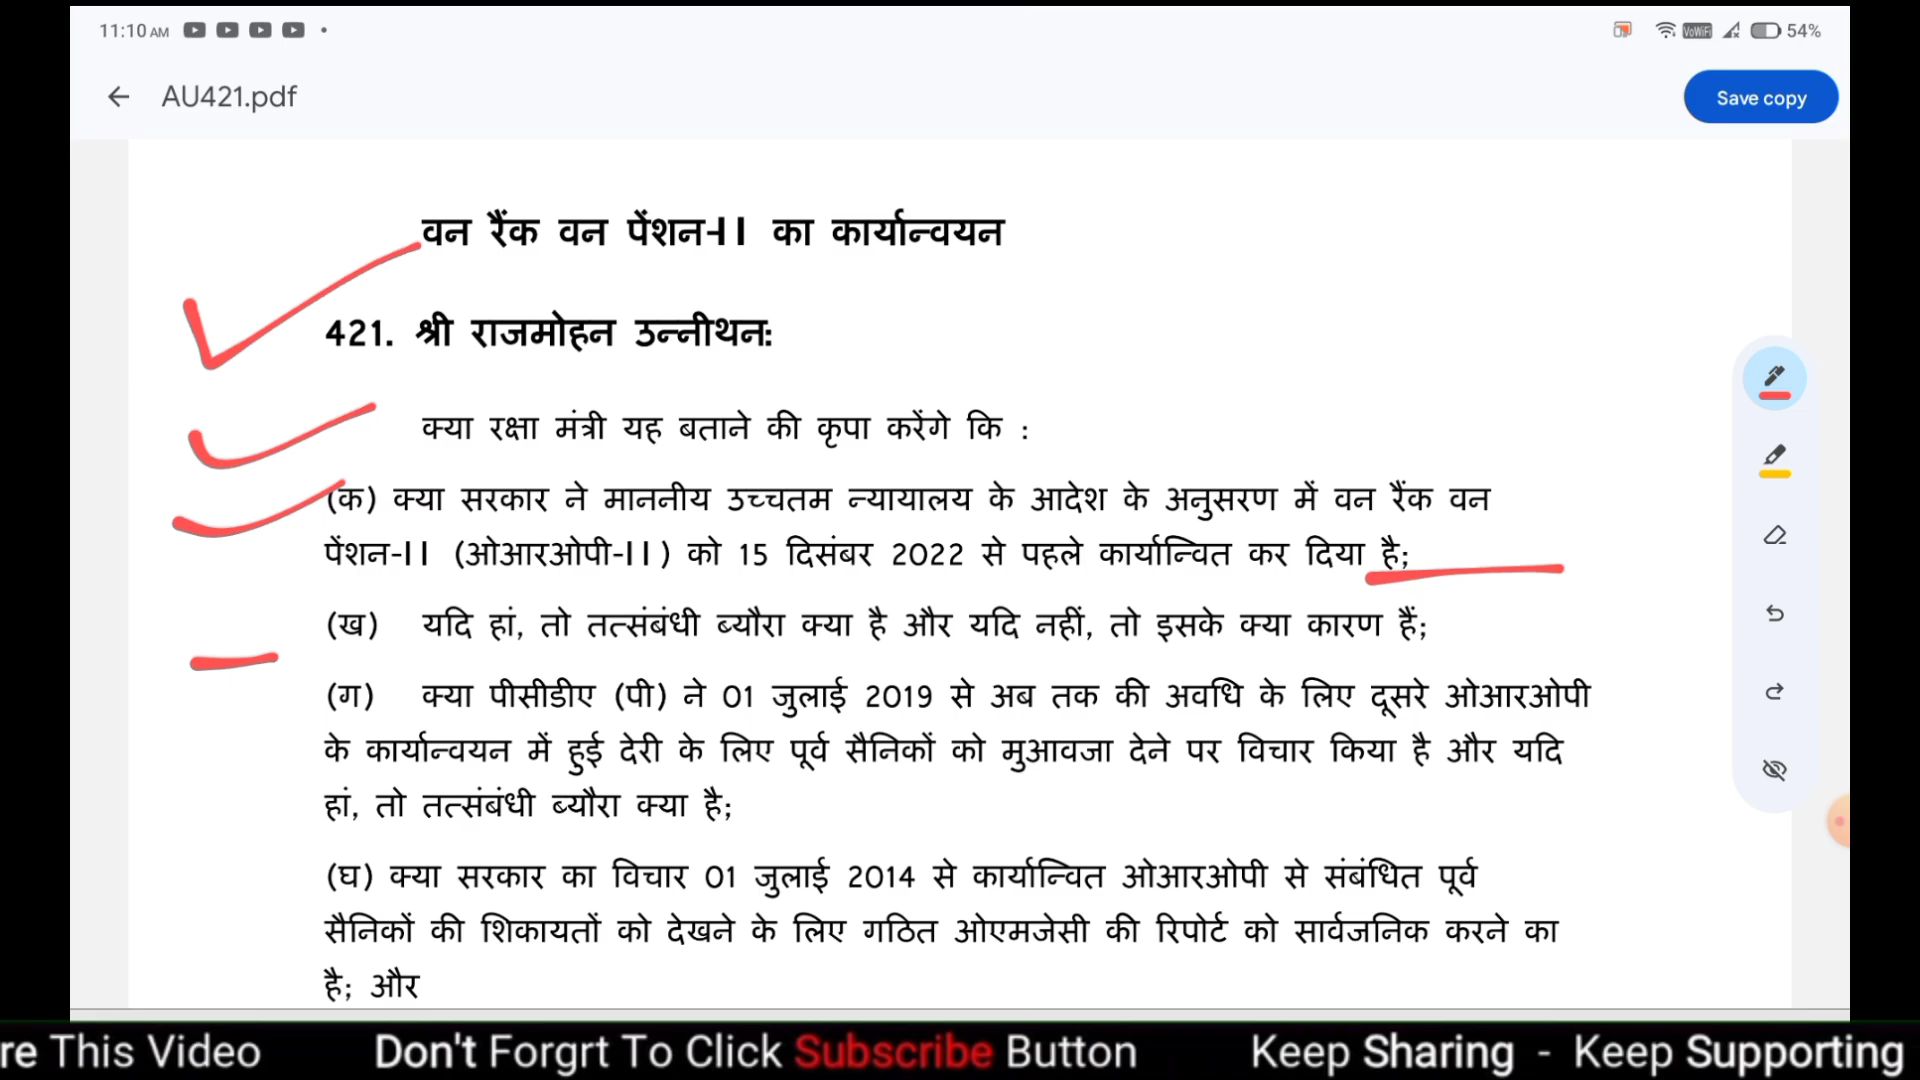 11:10 AM
VoWiFi
54%
AU421.pdf
Save copy
वन रैंक वन पेंशन-II का कार्यान्वयन
421. श्री राजमोहन उन्नीथन:
क्या रक्षा मंत्री यह बताने की कृपा करेंगे कि :
(क) क्या सरकार ने माननीय उच्चतम न्यायालय के आदेश के अनुसरण में वन रैंक वन
पेंशन-II (ओआरओपी-II) को 15 दिसंबर 2022 से पहले कार्यान्वित कर दिया है;
(ख) यदि हां, तो तत्संबंधी ब्यौरा क्या है और यदि नहीं, तो इसके क्या कारण हैं;
(ग) क्या पीसीडीए (पी) ने 01 जुलाई 2019 से अब तक की अवधि के लिए दूसरे ओआरओपी
के कार्यान्वयन में हुई देरी के लिए पूर्व सैनिकों को मुआवजा देने पर विचार किया है और यदि
हां, तो तत्संबंधी ब्यौरा क्या है;
(घ) क्या सरकार का विचार 01 जुलाई 2014 से कार्यान्वित ओआरओपी से संबंधित पूर्व
सैनिकों की शिकायतों को देखने के लिए गठित ओएमजेसी की रिपोर्ट को सार्वजनिक करने का
है; और
re This Video Don't Forgrt To Click Subscribe Button Keep Sharing - Keep Supporting